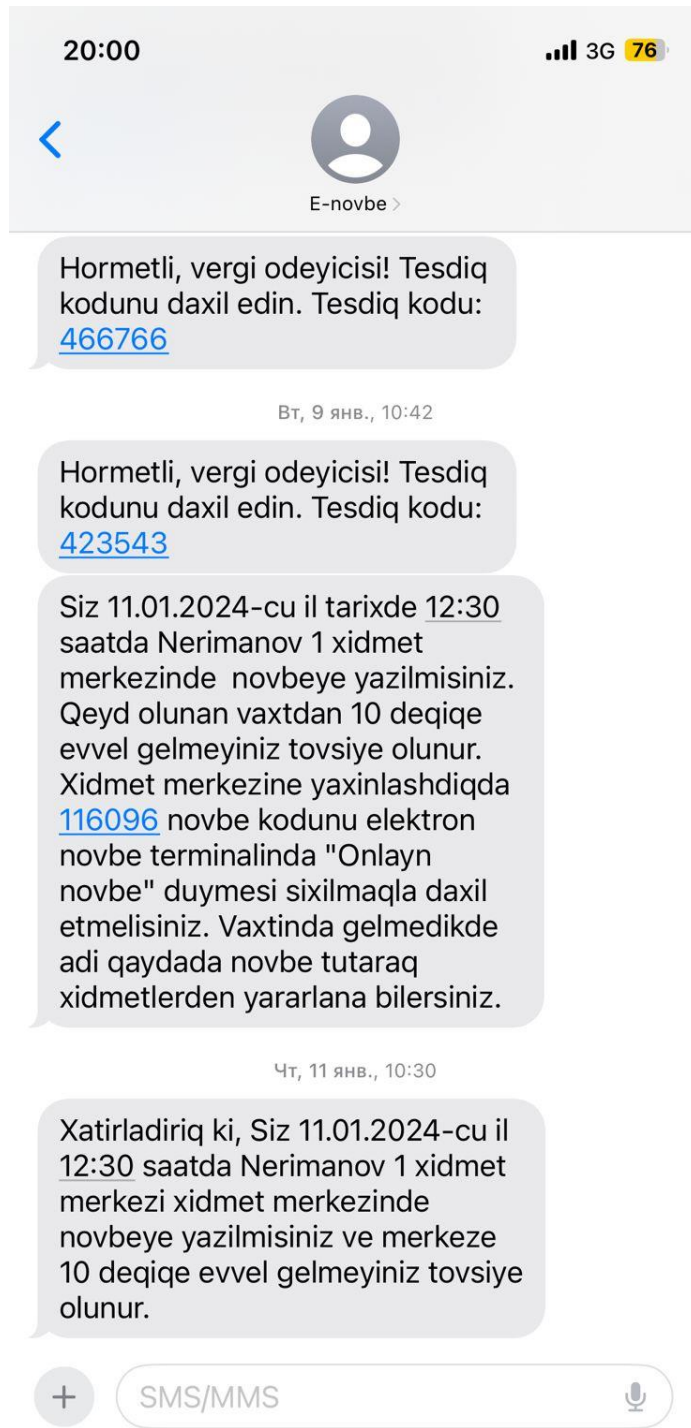 20:00
3G 76
E-novbe
Hormetli, vergi odeyicisi! Tesdiq
kodunu daxil edin. Tesdiq kodu:
466766
Вт, 9 янв., 10:42
Hormetli, vergi odeyicisi! Tesdiq
kodunu daxil edin. Tesdiq kodu:
423543
Siz 11.01.2024-cu il tarixde 12:30
saatda Nerimanov 1 xidmet
merkezinde  novbeye yazilmisiniz.
Qeyd olunan vaxtdan 10 deqiqe
evvel gelmeyiniz tovsiye olunur.
Xidmet merkezine yaxinlashdiqda
116096 novbe kodunu elektron
novbe terminalinda "Onlayn
novbe" duymesi sixilmaqla daxil
etmelisiniz. Vaxtinda gelmedikde
adi qaydada novbe tutaraq
xidmetlerden yararlana bilersiniz.
Чт, 11 янв., 10:30
Xatirladiriq ki, Siz 11.01.2024-cu il
12:30 saatda Nerimanov 1 xidmet
merkezi xidmet merkezinde
novbeye yazilmisiniz ve merkeze
10 deqiqe evvel gelmeyiniz tovsiye
olunur.
SMS/MMS